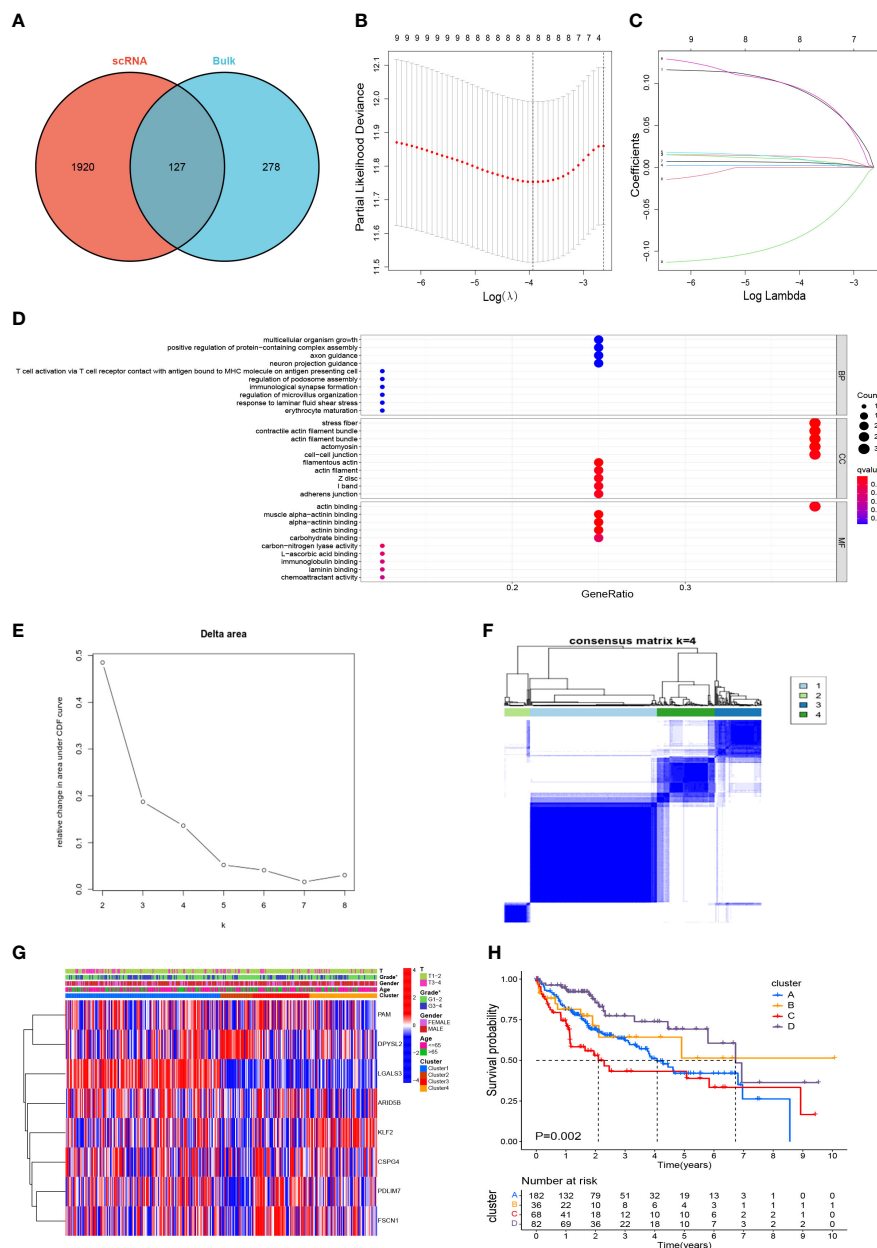 A
scRNA Bulk
1920 127 278
B
9 9 9 9 9 9 9 8 8 8 8 8 8 8 8 7 7 4
Partial Likelihood Deviance
12.1
12.0
11.9
11.8
11.7
11.6
11.5
−6 −5 −4 −3
Log(λ)
C
9 8 8 7
Coefficients
0.10
0.05
0.00
−0.05
−0.10
−6 −5 −4 −3
Log Lambda
D
multicellular organism growth
positive regulation of protein-containing complex assembly
axon guidance
neuron projection guidance
T cell activation via T cell receptor contact with antigen bound to MHC molecule on antigen presenting cell
regulation of podosome assembly
immunological synapse formation
regulation of microvillus organization
response to laminar fluid shear stress
erythrocyte maturation
BP
stress fiber
contractile actin filament bundle
actin filament bundle
actomyosin
cell-cell junction
filamentous actin
actin filament
Z disc
I band
adherens junction
CC
actin binding
muscle alpha-actinin binding
alpha-actinin binding
actinin binding
carbohydrate binding
carbon-nitrogen lyase activity
L-ascorbic acid binding
immunoglobulin binding
laminin binding
chemoattractant activity
MF
0.2 0.3
GeneRatio
Coun
1
1
2
2
3
qvalu
0.
0.
0.
0.
E
Delta area
relative change in area under CDF curve
0.5
0.4
0.3
0.2
0.1
0.0
2 3 4 5 6 7 8
k
F
consensus matrix k=4
1
2
3
4
G
T
Grade*
Gender
Age
Cluster
PAM
DPYSL2
LGALS3
ARID5B
KLF2
CSPG4
PDLIM7
FSCN1
4
2
0
−2
−4
T
T1−2
T3−4
Grade*
G1−2
G3−4
Gender
FEMALE
MALE
Age
<=65
>65
Cluster
Cluster1
Cluster2
Cluster3
Cluster4
H
cluster
A
B
C
D
Survival probability
1.00
0.75
0.50
0.25
0.00
P=0.002
0 1 2 3 4 5 6 7 8 9 10
Time(years)
Number at risk
cluster
A 182 132 79 51 32 19 13 3 1 0 0
B 36 22 10 8 6 4 3 1 1 1 1
C 68 41 18 12 10 10 6 2 2 1 0
D 82 69 36 22 18 10 7 3 2 2 0
0 1 2 3 4 5 6 7 8 9 10
Time(years)